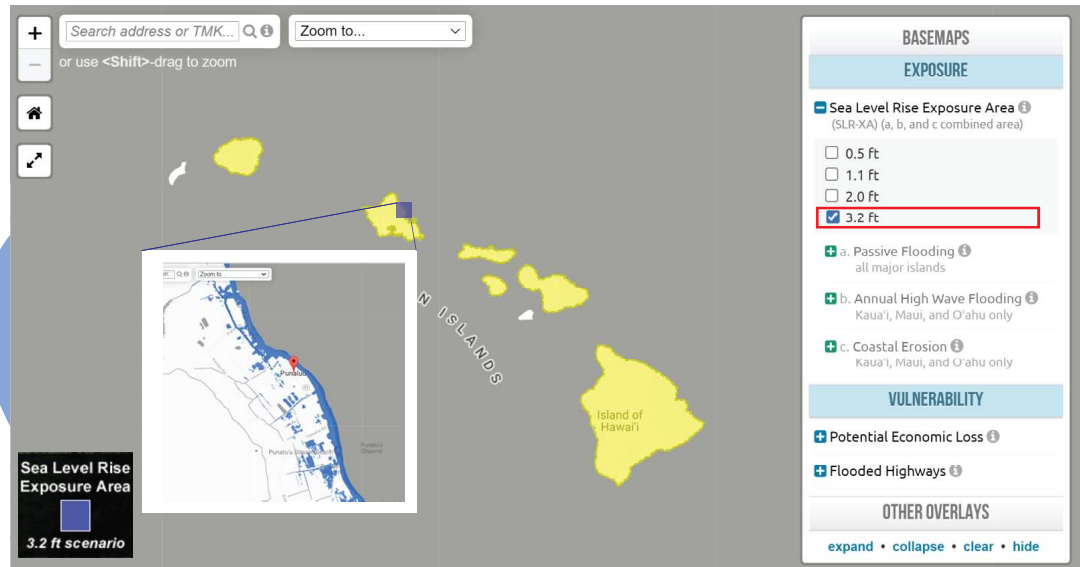 +
Search address or TMK...
Zoom to...
−
or use <Shift>-drag to zoom
BASEMAPS
EXPOSURE
Sea Level Rise Exposure Area
(SLR-XA) (a, b, and c combined area)
0.5 ft
1.1 ft
2.0 ft
3.2 ft
a. Passive Flooding
all major islands
b. Annual High Wave Flooding
Kaua'i, Maui, and O'ahu only
c. Coastal Erosion
Kaua'i, Maui, and O'ahu only
VULNERABILITY
Potential Economic Loss
Flooded Highways
OTHER OVERLAYS
expand • collapse • clear • hide
N ISLANDS
Island of
Hawai'i
Zoom to...
Punaluu
Punalu'u
Channel
Punalu'u Beach
Sea Level Rise
Exposure Area
3.2 ft scenario